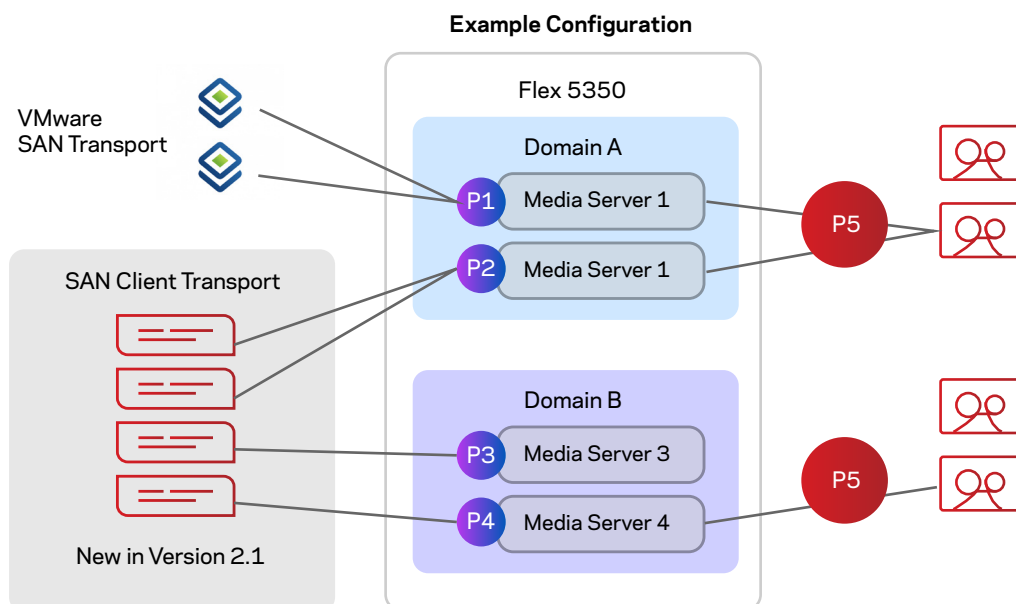 Example Configuration
VMware
SAN Transport
Flex 5350
Domain A
P1
Media Server 1
P2
Media Server 1
P5
SAN Client Transport
New in Version 2.1
Domain B
P3
Media Server 3
P4
Media Server 4
P5